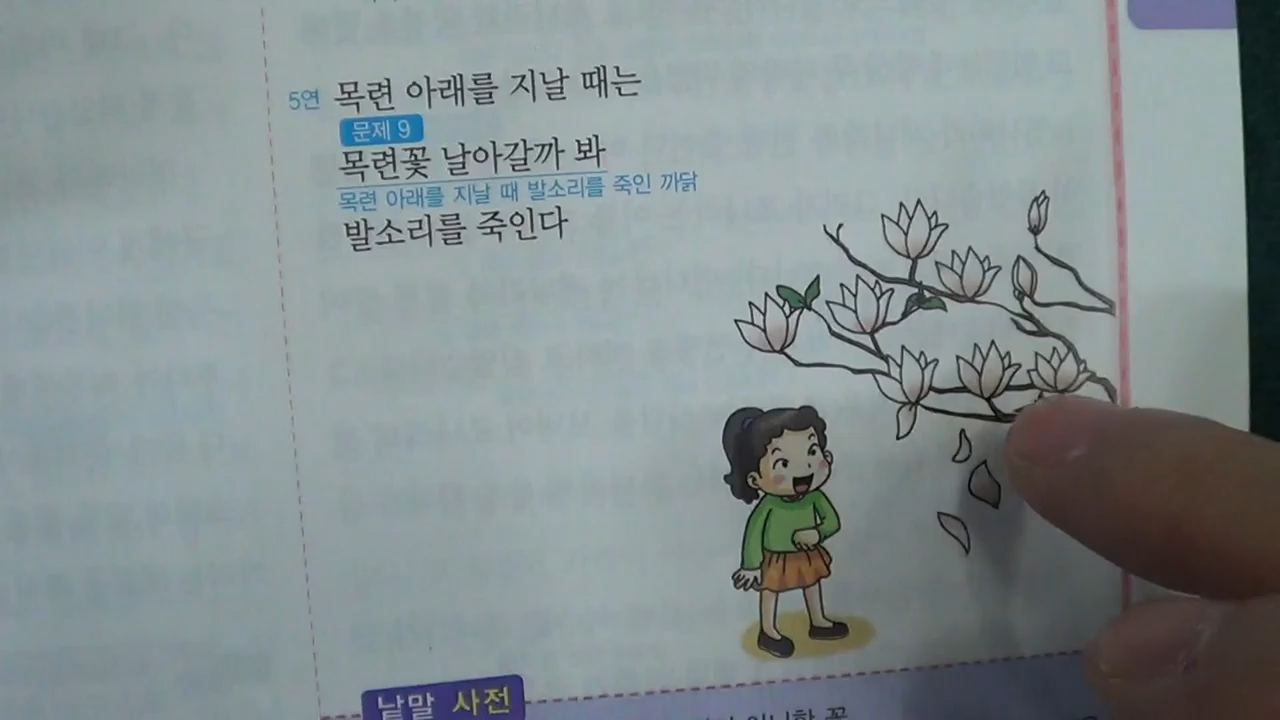 5연 목련 아래를 지날 때는
문제 9
목련꽃 날아갈까 봐
목련 아래를 지날 때 발소리를 죽인 까닭
발소리를 죽인다
낱말 사전